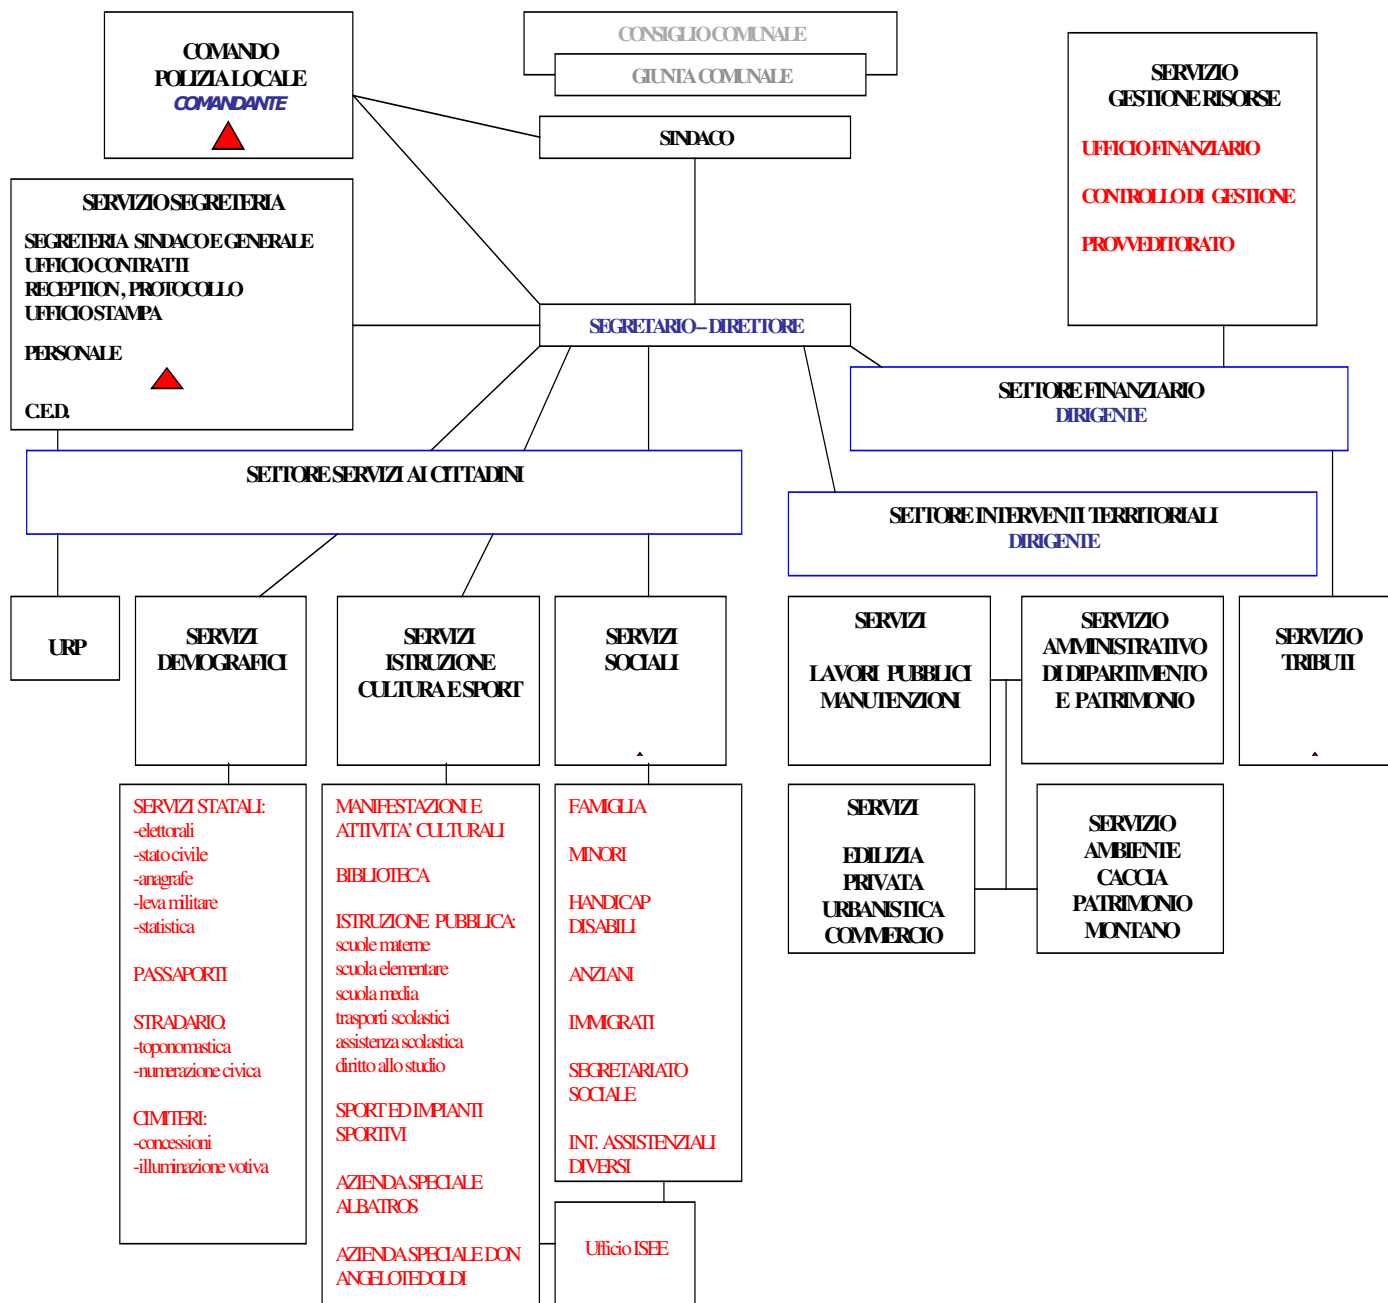 CONSIGLIO COMUNALE
GIUNTA COMUNALE
COMANDO
POLIZIA LOCALE
COMANDANTE
SINDACO
SERVIZIO
GESTIONE RISORSE
UFFICIO FINANZIARIO
CONTROLLO DI GESTIONE
PROVVEDITORATO
SERVIZIO SEGRETERIA
SEGRETERIA SINDACO E GENERALE
UFFICIO CONTRATTI
RECEPTION, PROTOCOLLO
UFFICIO STAMPA
PERSONALE
C.E.D.
SEGRETARIO – DIRETTORE
SETTORE FINANZIARIO
DIRIGENTE
SETTORE SERVIZI AI CITTADINI
SETTORE INTERVENTI TERRITORIALI
DIRIGENTE
URP
SERVIZI
DEMOGRAFICI
SERVIZI
ISTRUZIONE
CULTURA E SPORT
SERVIZI
SOCIALI
SERVIZI
LAVORI PUBBLICI
MANUTENZIONI
SERVIZIO
AMMINISTRATIVO
DI DIPARTIMENTO
E PATRIMONIO
SERVIZIO
TRIBUTI
SERVIZI STATALI:
-elettorali
-stato civile
-anagrafe
-leva militare
-statistica
PASSAPORTI
STRADARIO:
-toponomastica
-numerazione civica
CIMITERI:
-concessioni
-illuminazione votiva
MANIFESTAZIONI E
ATTIVITA' CULTURALI
BIBLIOTECA
ISTRUZIONE PUBBLICA:
scuole materne
scuola elementare
scuola media
trasporti scolastici
assistenza scolastica
diritto allo studio
SPORT ED IMPIANTI
SPORTIVI
AZIENDA SPECIALE
ALBATROS
AZIENDA SPECIALE DON
ANGELO TEDOLDI
FAMIGLIA
MINORI
HANDICAP
DISABILI
ANZIANI
IMMIGRATI
SEGRETARIATO
SOCIALE
INT. ASSISTENZIALI
DIVERSI
Ufficio ISEE
SERVIZI
EDILIZIA
PRIVATA
URBANISTICA
COMMERCIO
SERVIZIO
AMBIENTE
CACCIA
PATRIMONIO
MONTANO